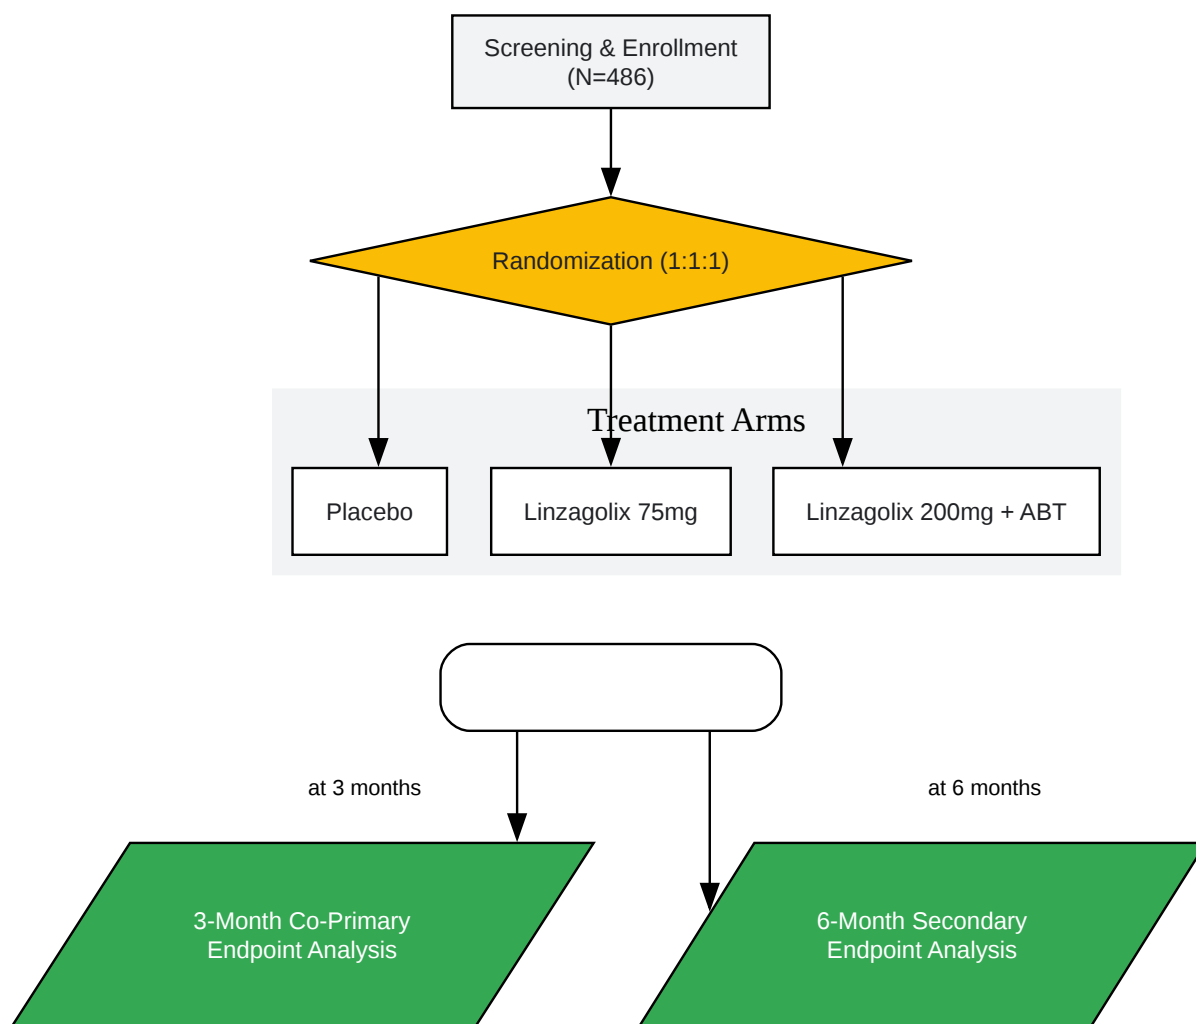 Screening & Enrollment
(N=486)
Randomization (1:1:1)
Treatment Arms
Placebo
Linzagolix 75mg
Linzagolix 200mg + ABT
at 3 months
at 6 months
3-Month Co-Primary
Endpoint Analysis
6-Month Secondary
Endpoint Analysis